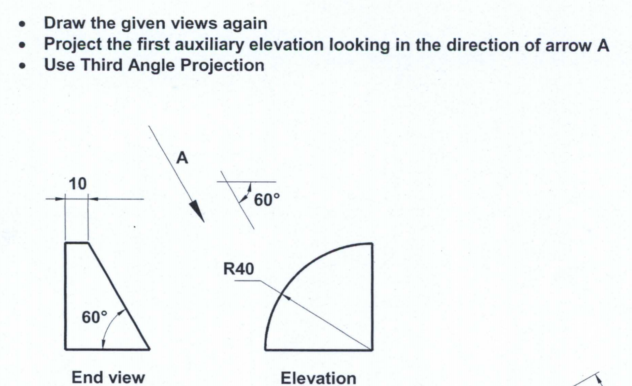 • Draw the given views again
• Project the first auxiliary elevation looking in the direction of arrow A
• Use Third Angle Projection
A
10
60°
R40
60°
End view
Elevation